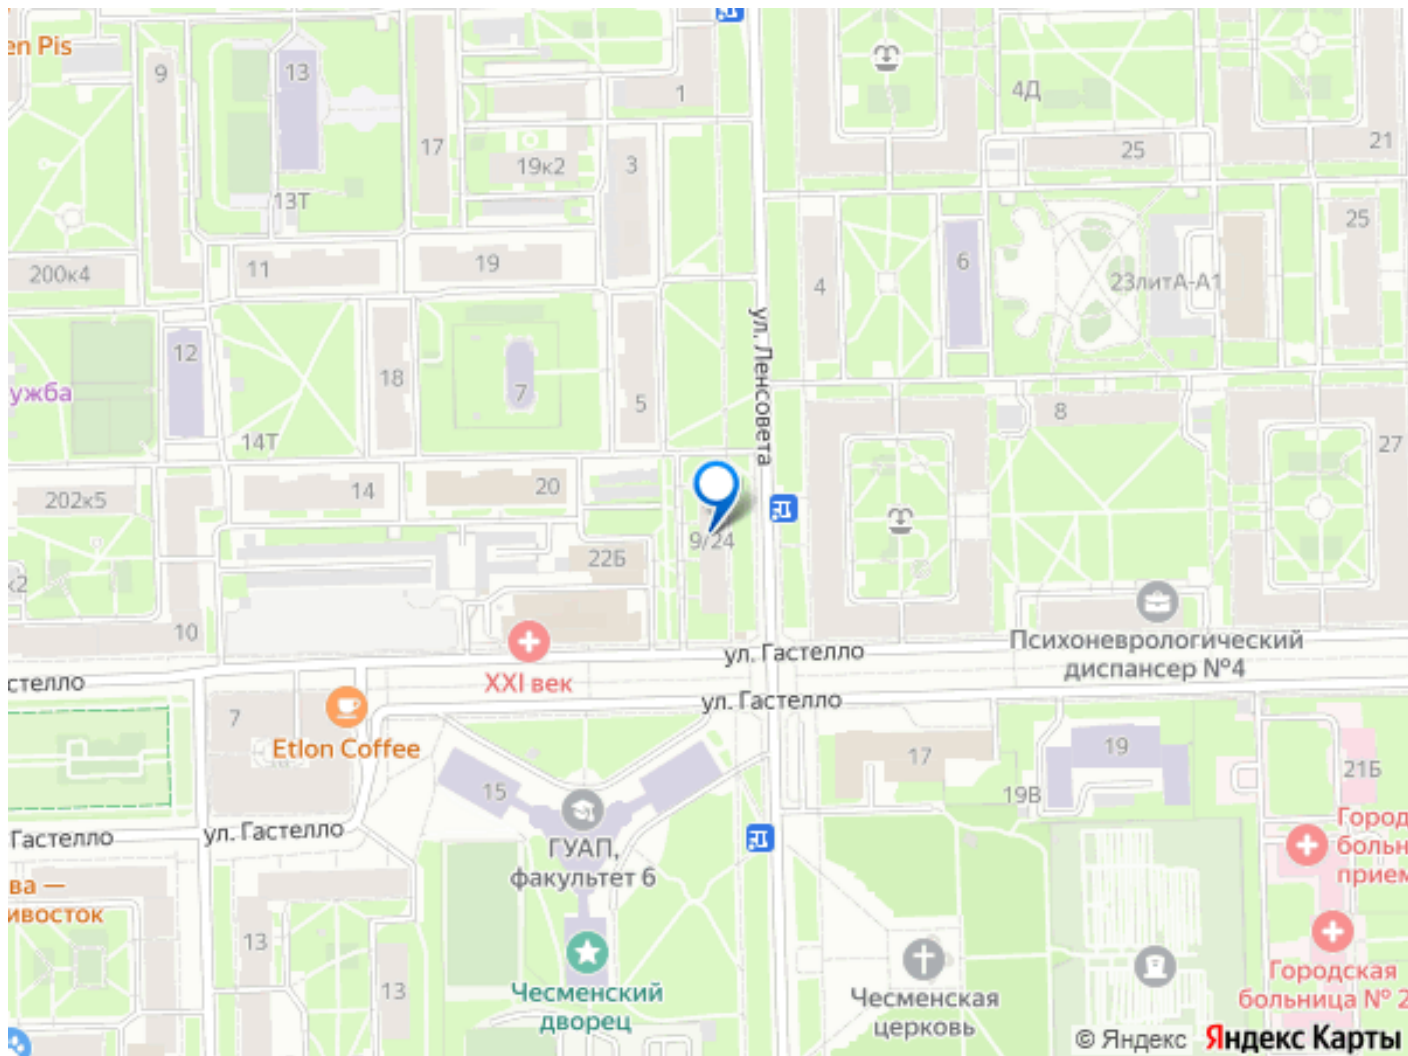 en Pis
9
13
17
1
4Д
21
19к2
3
25
13Т
25
200к4
11
19
4
6
23литА-А1
ул. Ленсовета
12
18
7
5
8
ужба
14Т
27
202к5
14
20
9/24
22Б
к2
10
XXI век
ул. Гастелло
Психоневрологический
диспансер №4
стелло
7
Etlon Coffee
ул. Гастелло
15
17
19
21Б
19В
Гастелло
ул. Гастелло
ГУАП,
факультет 6
Город
больн
прием
ва —
ивосток
13
13
Чесменский
дворец
Чесменская
церковь
Городская
больница № 2
© Яндекс Яндекс Карты